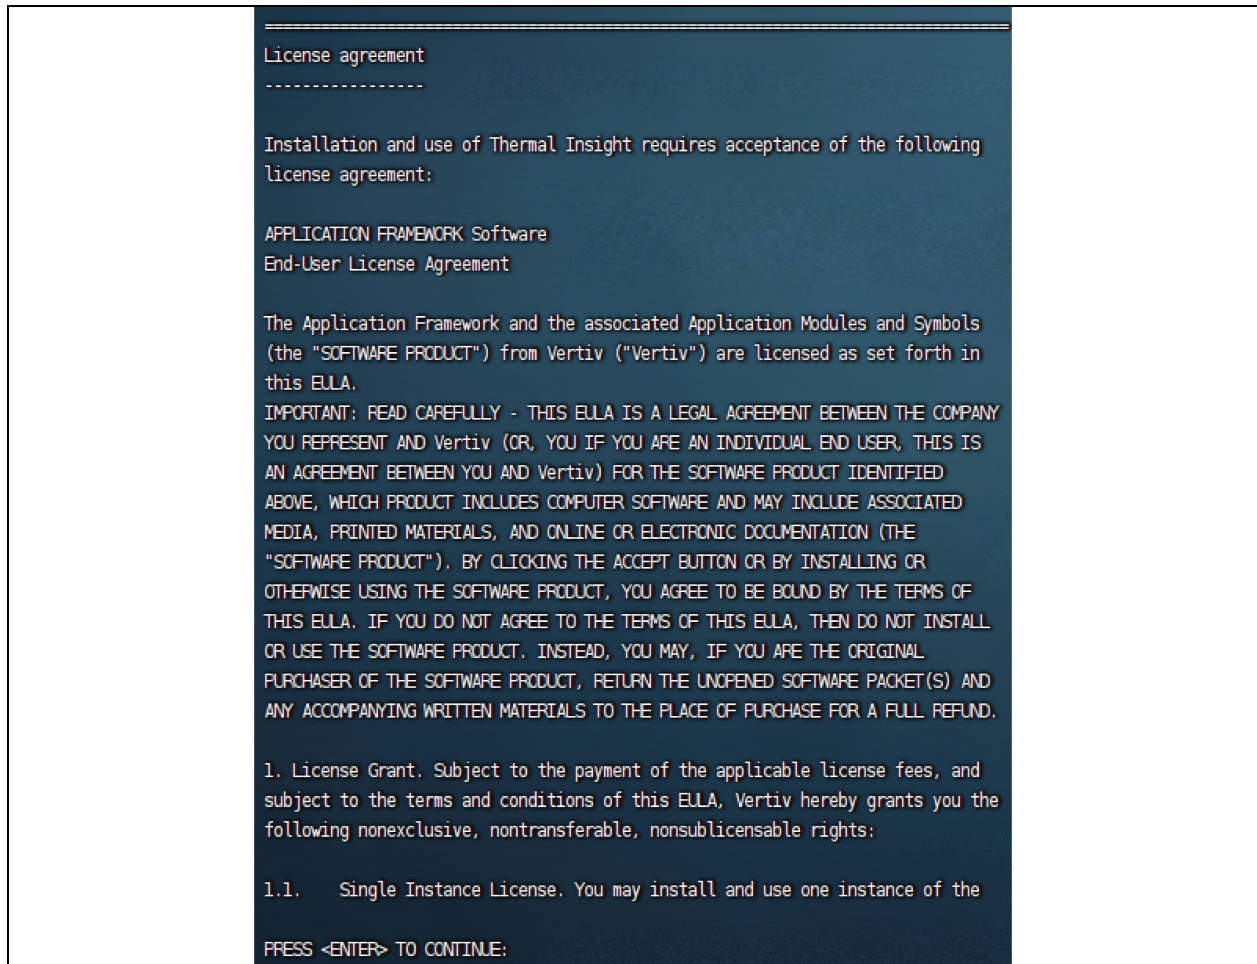 ================================================================================
License agreement
-----------------
Installation and use of Thermal Insight requires acceptance of the following
license agreement:
APPLICATION FRAMEWORK Software
End-User License Agreement
The Application Framework and the associated Application Modules and Symbols
(the "SOFTWARE PRODUCT") from Vertiv ("Vertiv") are licensed as set forth in
this EULA.
IMPORTANT: READ CAREFULLY - THIS EULA IS A LEGAL AGREEMENT BETWEEN THE COMPANY
YOU REPRESENT AND Vertiv (OR, YOU IF YOU ARE AN INDIVIDUAL END USER, THIS IS
AN AGREEMENT BETWEEN YOU AND Vertiv) FOR THE SOFTWARE PRODUCT IDENTIFIED
ABOVE, WHICH PRODUCT INCLUDES COMPUTER SOFTWARE AND MAY INCLUDE ASSOCIATED
MEDIA, PRINTED MATERIALS, AND ONLINE OR ELECTRONIC DOCUMENTATION (THE
"SOFTWARE PRODUCT"). BY CLICKING THE ACCEPT BUTTON OR BY INSTALLING OR
OTHERWISE USING THE SOFTWARE PRODUCT, YOU AGREE TO BE BOUND BY THE TERMS OF
THIS EULA. IF YOU DO NOT AGREE TO THE TERMS OF THIS EULA, THEN DO NOT INSTALL
OR USE THE SOFTWARE PRODUCT. INSTEAD, YOU MAY, IF YOU ARE THE ORIGINAL
PURCHASER OF THE SOFTWARE PRODUCT, RETURN THE UNOPENED SOFTWARE PACKET(S) AND
ANY ACCOMPANYING WRITTEN MATERIALS TO THE PLACE OF PURCHASE FOR A FULL REFUND.
1. License Grant. Subject to the payment of the applicable license fees, and
subject to the terms and conditions of this EULA, Vertiv hereby grants you the
following nonexclusive, nontransferable, nonsublicensable rights:
1.1.    Single Instance License. You may install and use one instance of the
PRESS <ENTER> TO CONTINUE: